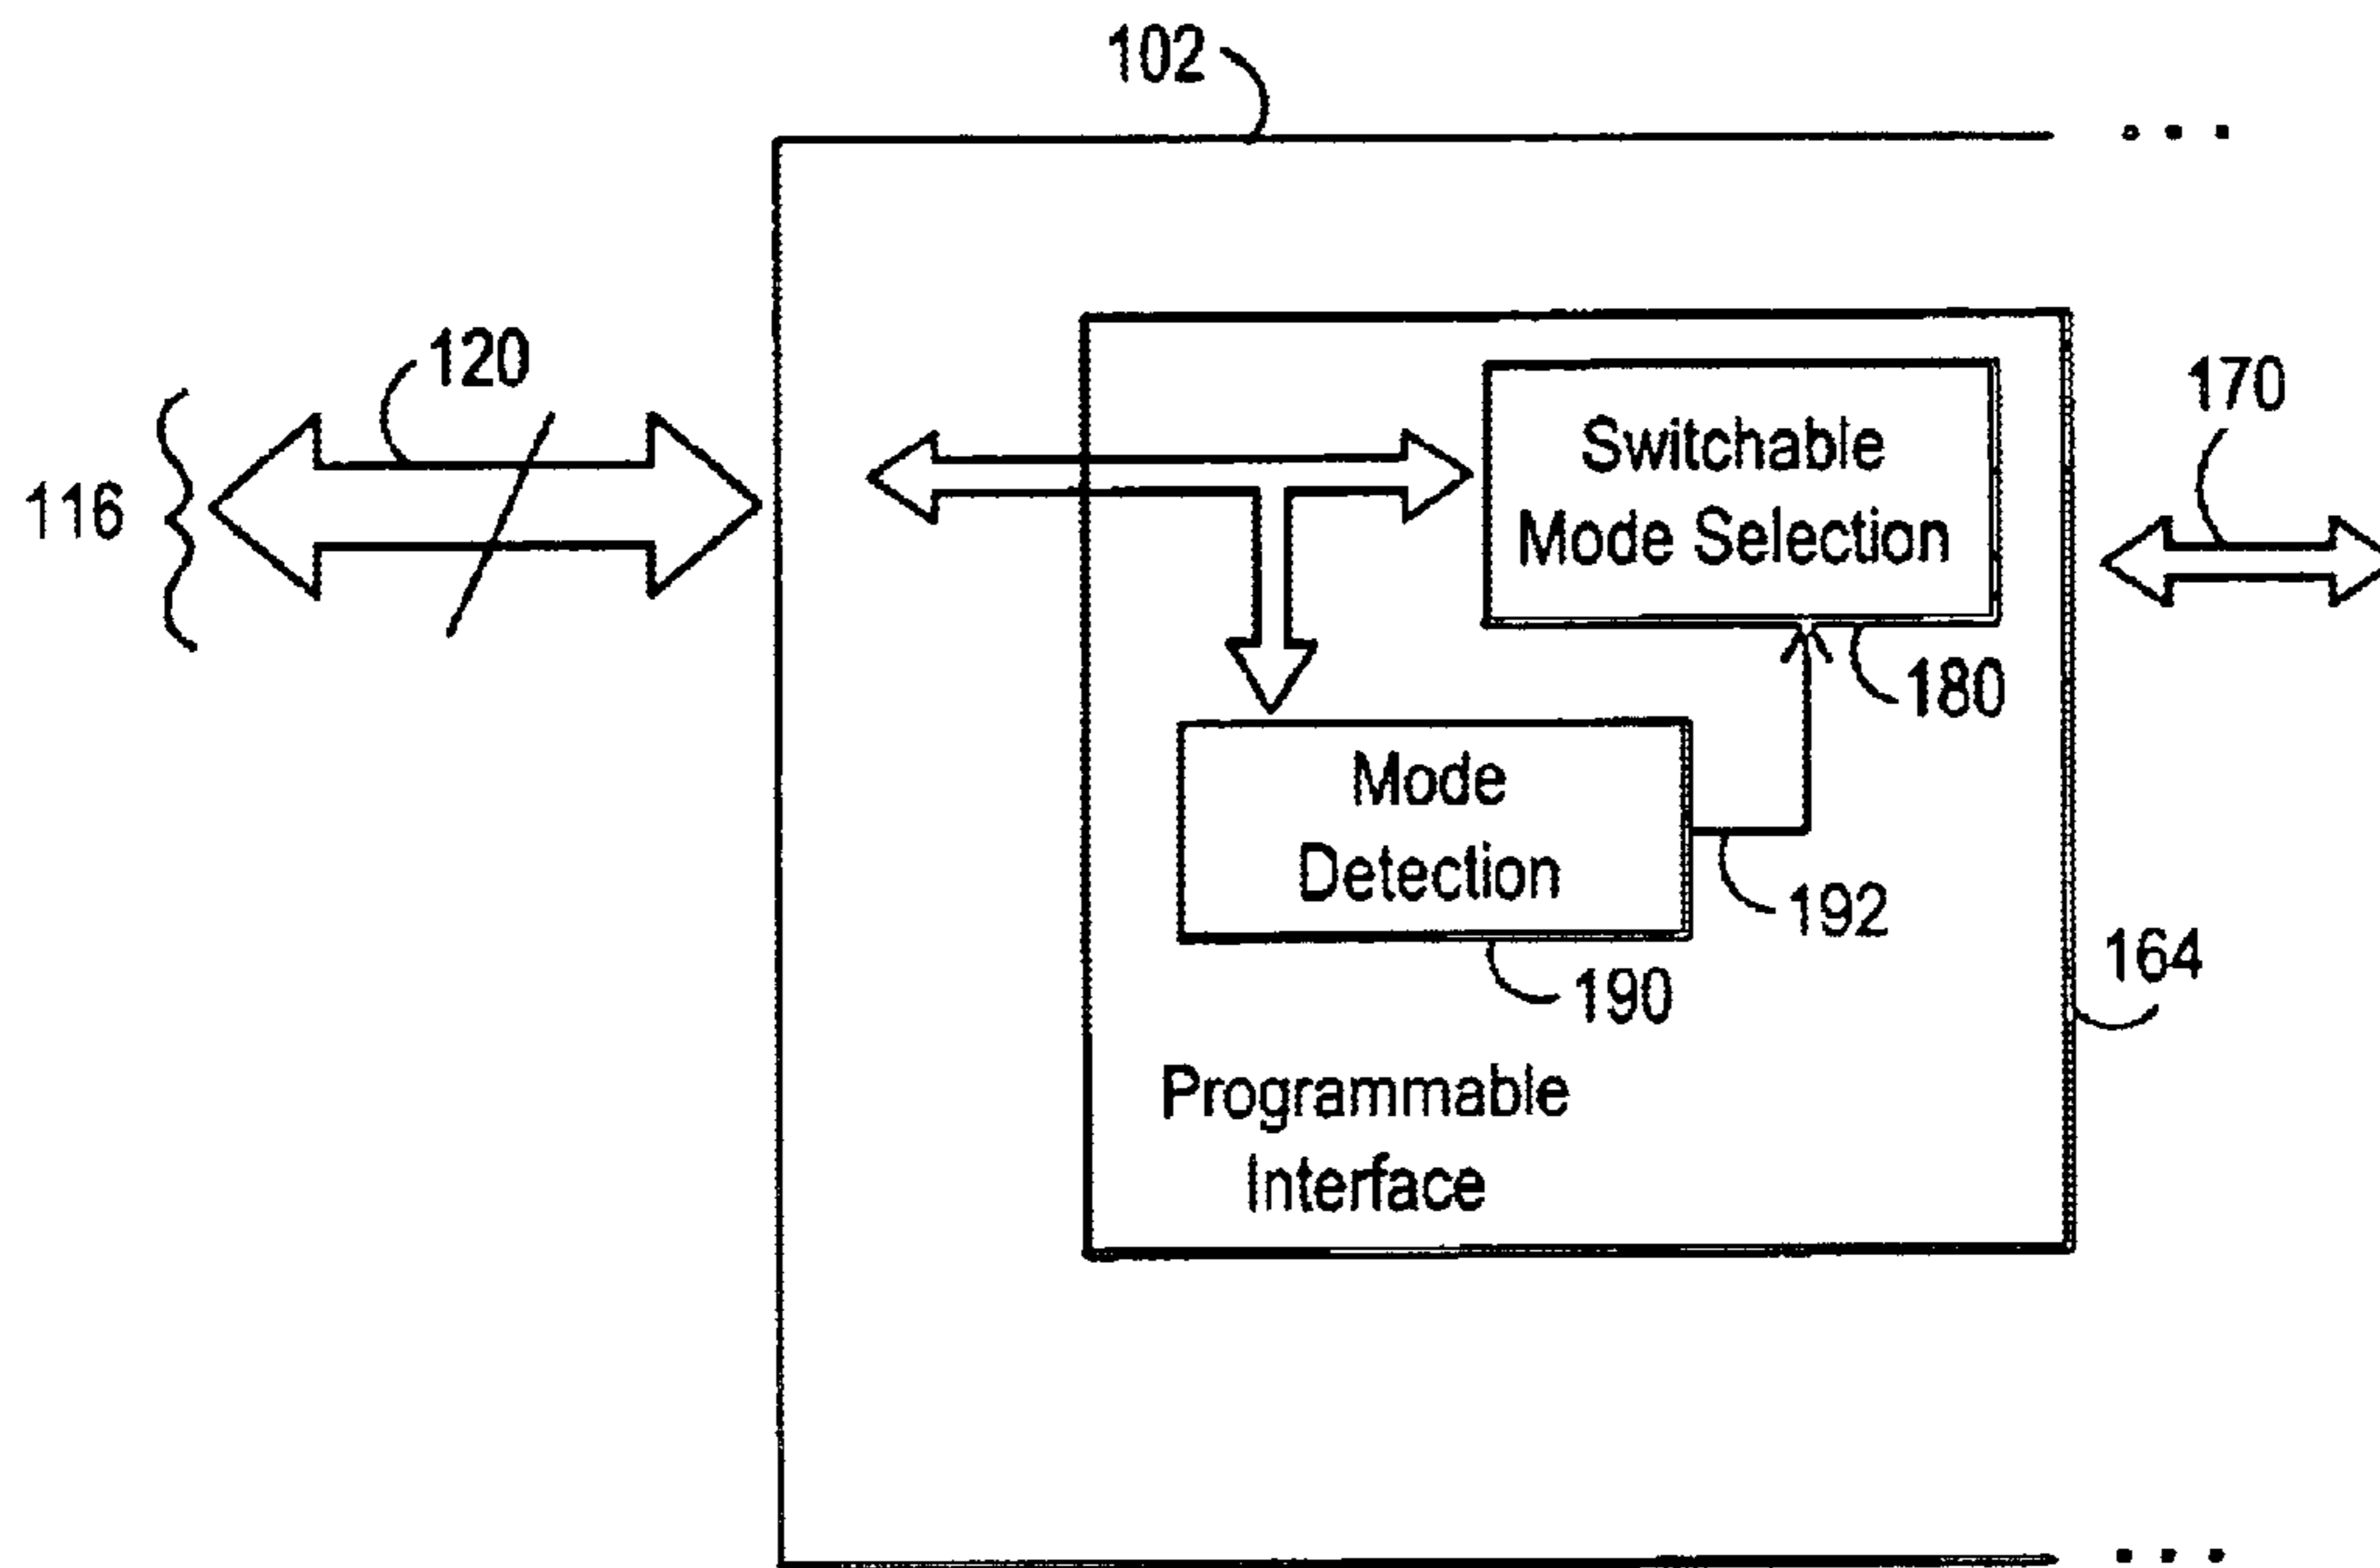 102
120
170
116
Switchable
Mode Selection
180
Mode
Detection
192
164
190
Programmable
Interface